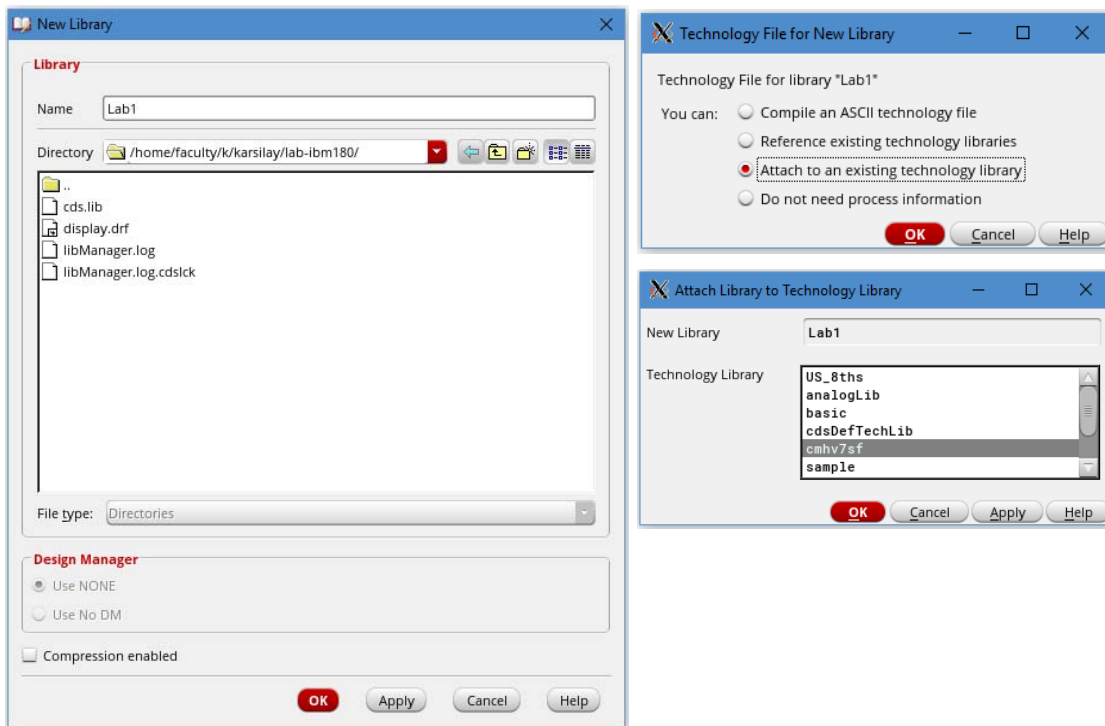 New Library
Library
Name Lab1
Directory /home/faculty/k/karsilay/lab-ibm180/
..
cds.lib
display.drf
libManager.log
libManager.log.cdslck
File type: Directories
Design Manager
Use NONE
Use No DM
Compression enabled
OK Apply Cancel Help
Technology File for New Library
Technology File for library "Lab1"
You can: Compile an ASCII technology file
Reference existing technology libraries
Attach to an existing technology library
Do not need process information
OK Cancel Help
Attach Library to Technology Library
New Library Lab1
Technology Library US_8ths
analogLib
basic
cdsDefTechLib
cmhv7sf
sample
OK Cancel Apply Help